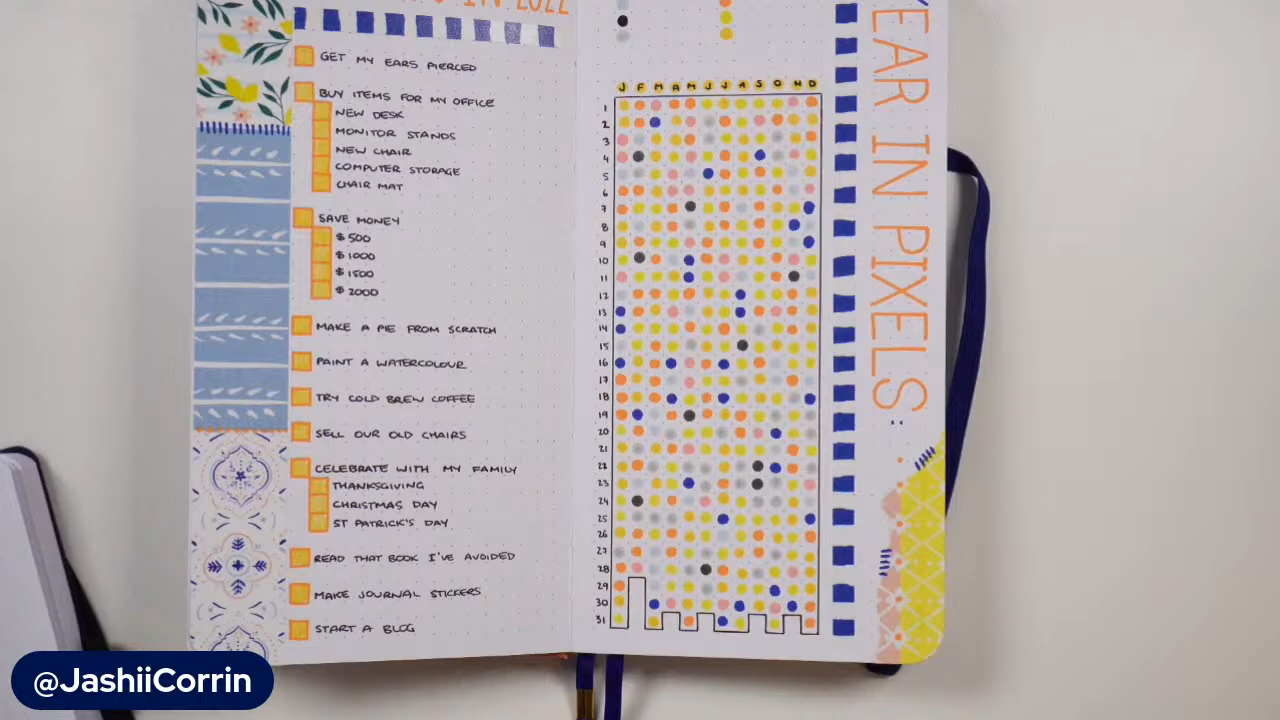 IN 2022
GET MY EARS PIERCED
BUY ITEMS FOR MY OFFICE
NEW DESK
MONITOR STANDS
NEW CHAIR
COMPUTER STORAGE
CHAIR MAT
SAVE MONEY
$500
$1000
$1500
$2000
MAKE A PIE FROM SCRATCH
PAINT A WATERCOLOUR
TRY COLD BREW COFFEE
SELL OUR OLD CHAIRS
CELEBRATE WITH MY FAMILY
THANKSGIVING
CHRISTMAS DAY
ST PATRICK'S DAY
READ THAT BOOK I'VE AVOIDED
MAKE JOURNAL STICKERS
START A BLOG
J F M A M J J A S O N D
1
2
3
4
5
6
7
8
9
10
11
12
13
14
15
16
17
18
19
20
21
22
23
24
25
26
27
28
29
30
31
YEAR IN PIXELS
@JashiiCorrin